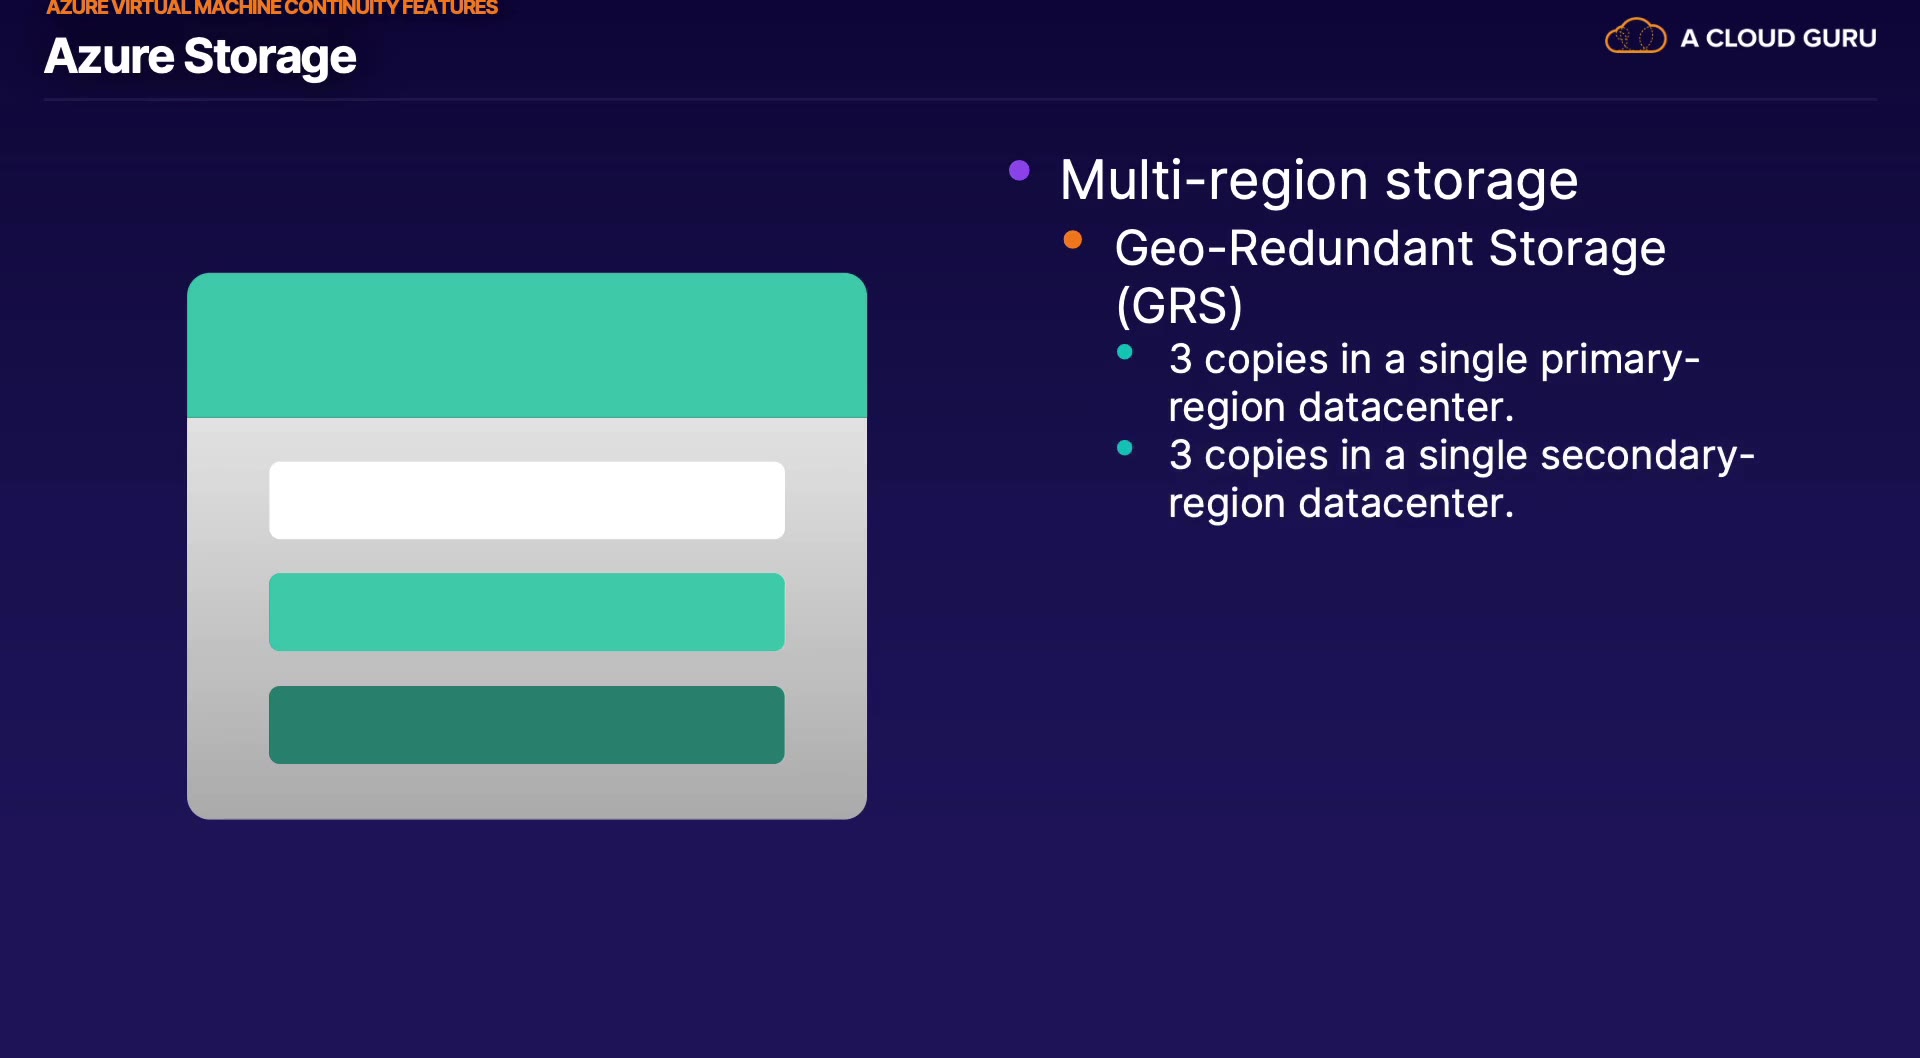 AZURE VIRTUAL MACHINE CONTINUITY FEATURES
Azure Storage
A CLOUD GURU
Multi-region storage
Geo-Redundant Storage
(GRS)
3 copies in a single primary-
region datacenter.
3 copies in a single secondary-
region datacenter.